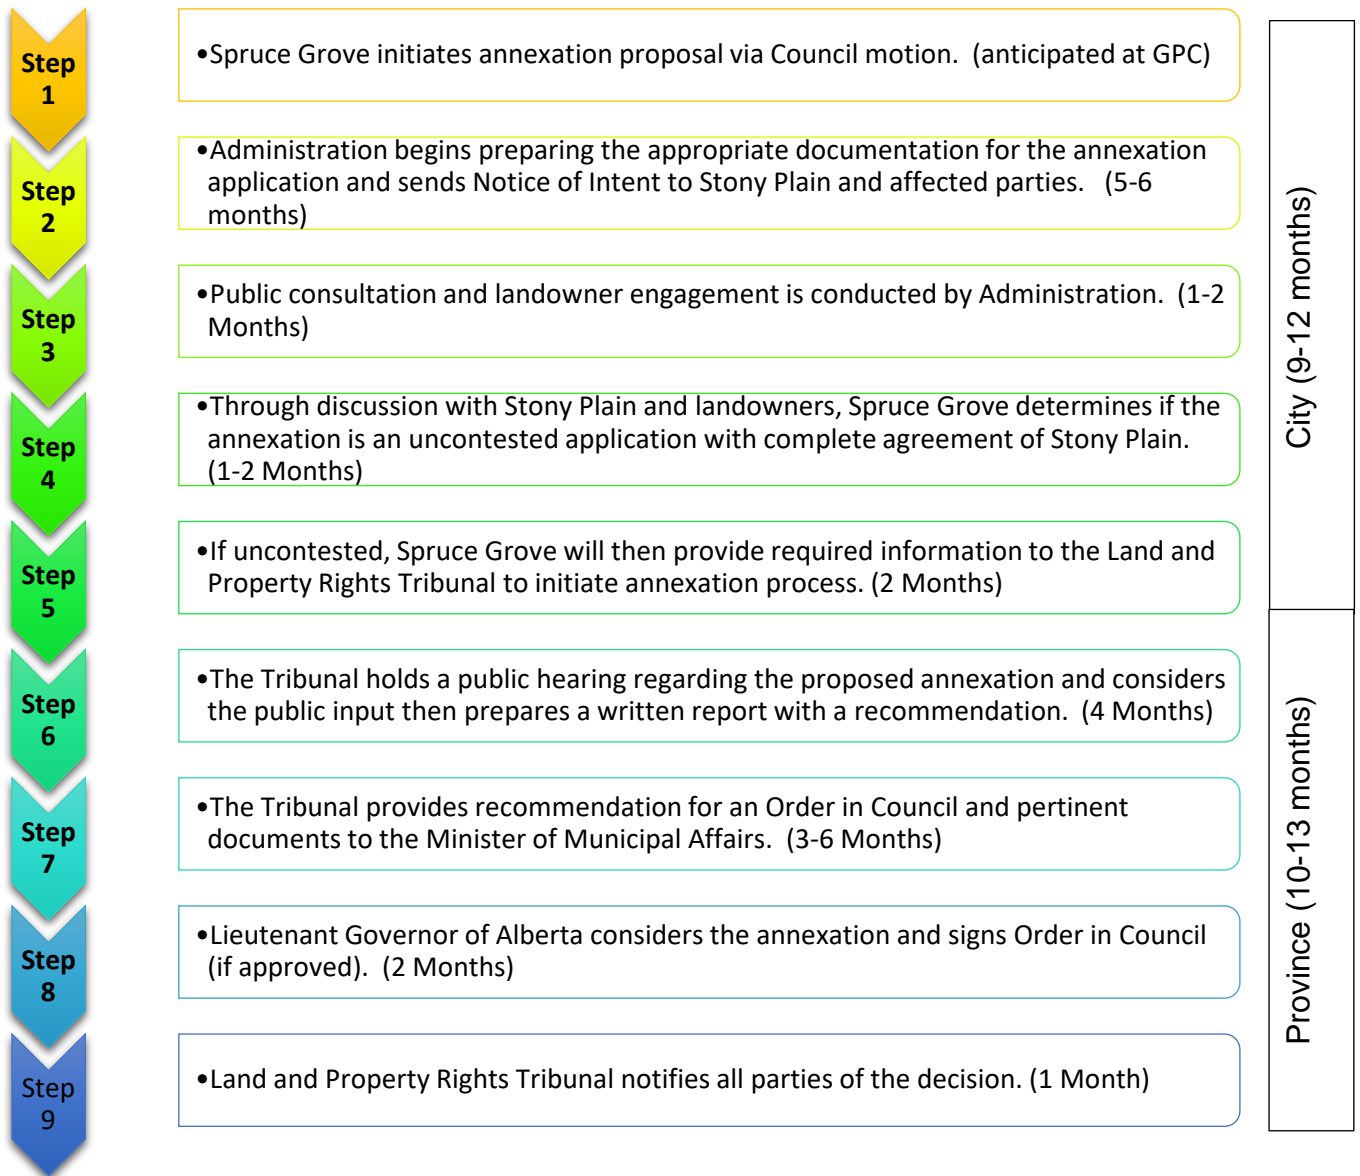 Step
1
•Spruce Grove initiates annexation proposal via Council motion.  (anticipated at GPC)
Step
2
•Administration begins preparing the appropriate documentation for the annexation
application and sends Notice of Intent to Stony Plain and affected parties.   (5-6
months)
Step
3
•Public consultation and landowner engagement is conducted by Administration.  (1-2
Months)
Step
4
•Through discussion with Stony Plain and landowners, Spruce Grove determines if the
annexation is an uncontested application with complete agreement of Stony Plain.
(1-2 Months)
Step
5
•If uncontested, Spruce Grove will then provide required information to the Land and
Property Rights Tribunal to initiate annexation process. (2 Months)
Step
6
•The Tribunal holds a public hearing regarding the proposed annexation and considers
the public input then prepares a written report with a recommendation.  (4 Months)
Step
7
•The Tribunal provides recommendation for an Order in Council and pertinent
documents to the Minister of Municipal Affairs.  (3-6 Months)
Step
8
•Lieutenant Governor of Alberta considers the annexation and signs Order in Council
(if approved).  (2 Months)
Step
9
•Land and Property Rights Tribunal notifies all parties of the decision. (1 Month)
City (9-12 months)
Province (10-13 months)